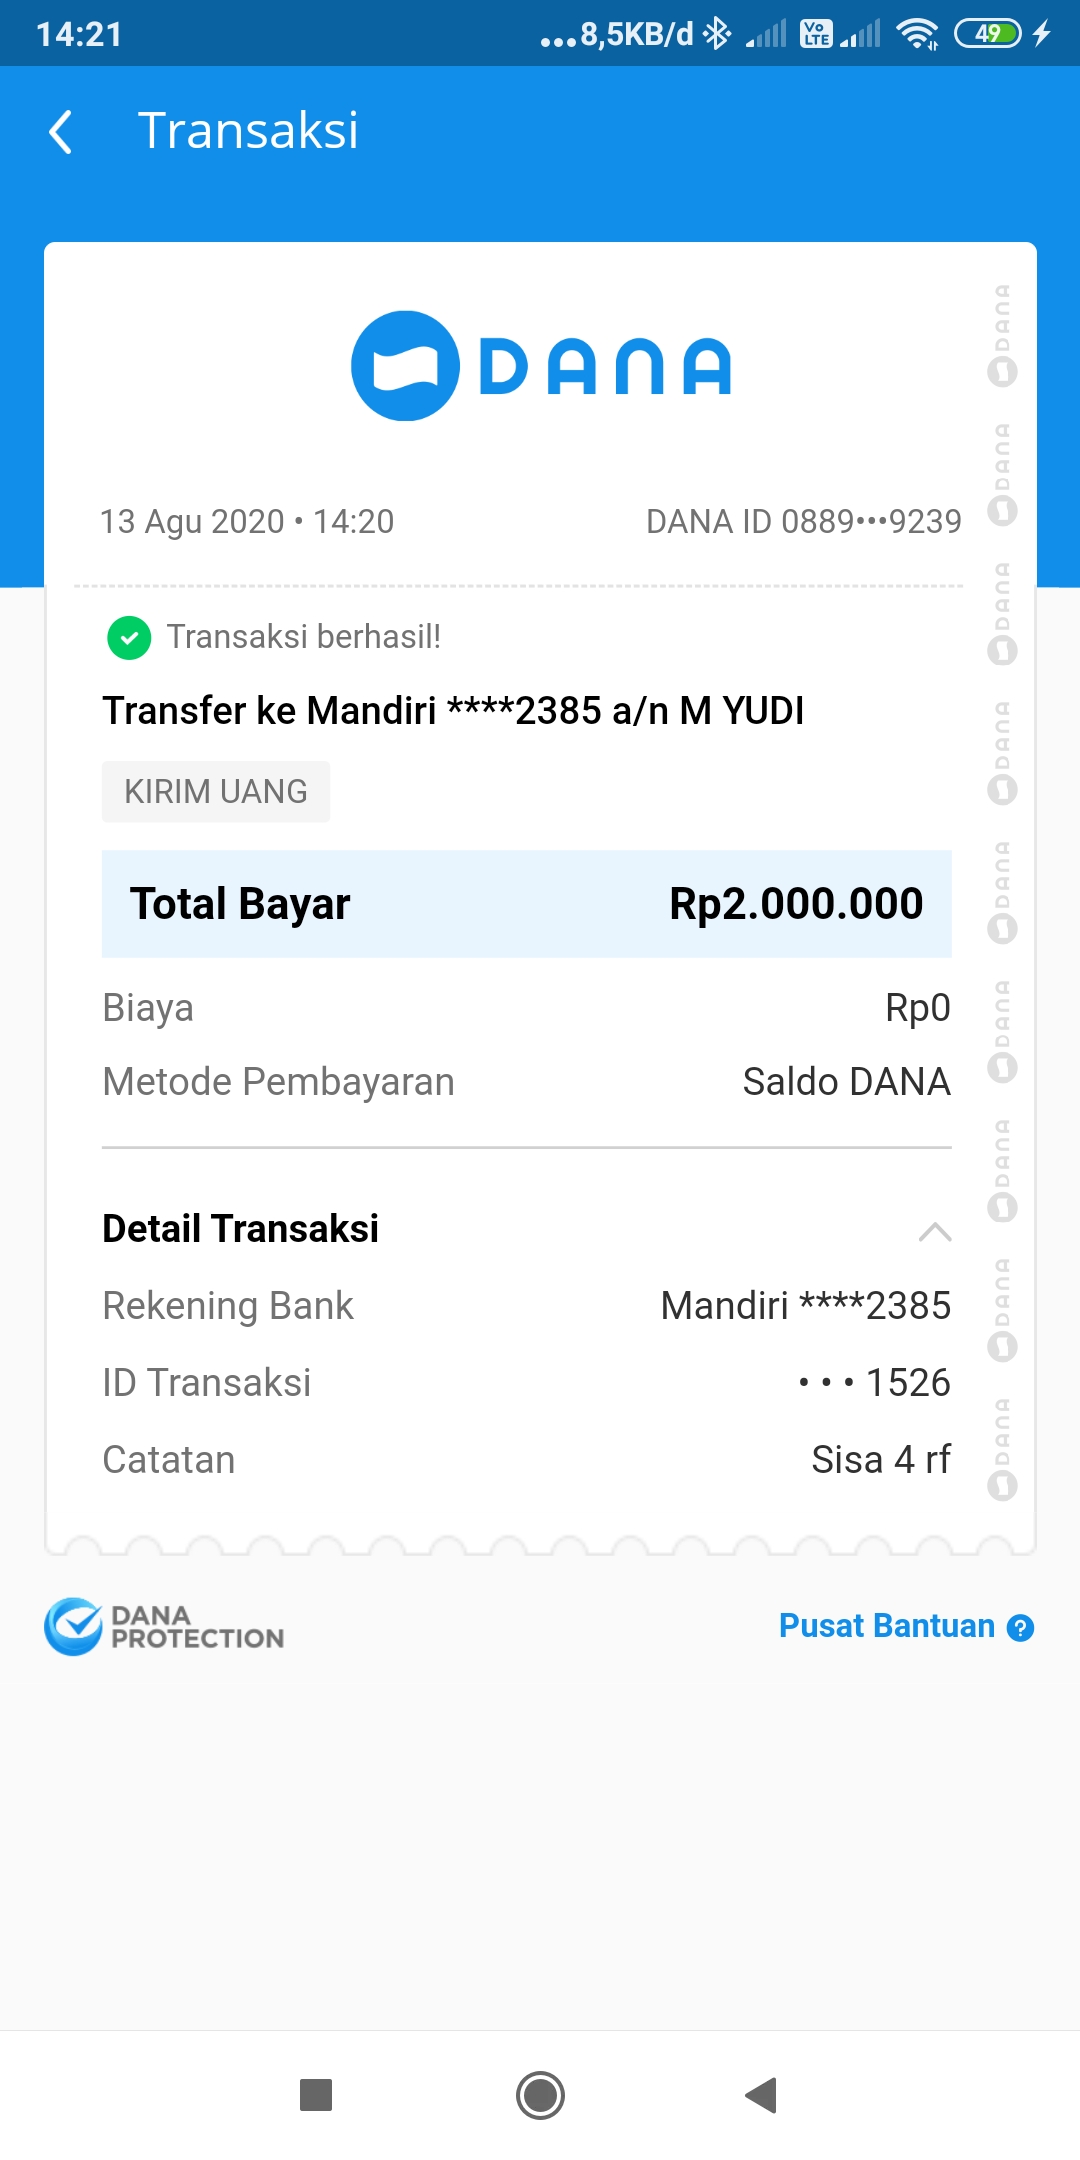 14:21
...8,5KB/d VoLTE 49
Transaksi
DANA
13 Agu 2020 • 14:20 DANA ID 0889•••9239
Transaksi berhasil!
Transfer ke Mandiri ****2385 a/n M YUDI
KIRIM UANG
Total Bayar Rp2.000.000
Biaya Rp0
Metode Pembayaran Saldo DANA
Detail Transaksi
Rekening Bank Mandiri ****2385
ID Transaksi • • • 1526
Catatan Sisa 4 rf
DANA
DANA
DANA
DANA
DANA
DANA
DANA
DANA
DANA
DANA
PROTECTION
Pusat Bantuan ?